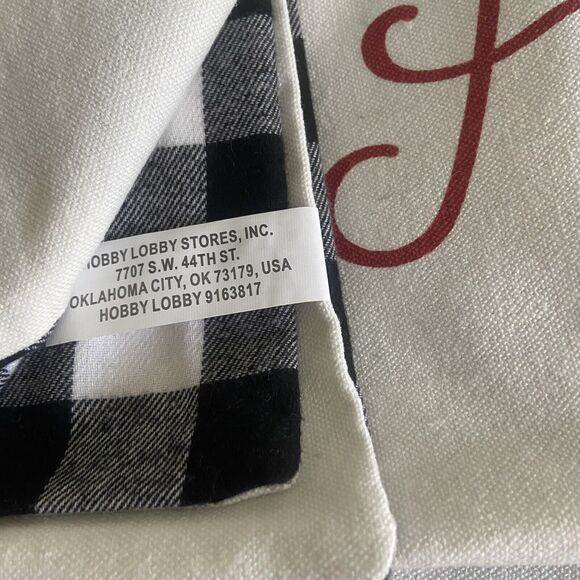 HOBBY LOBBY STORES, INC.
7707 S.W. 44TH ST.
OKLAHOMA CITY, OK 73179, USA
HOBBY LOBBY 9163817